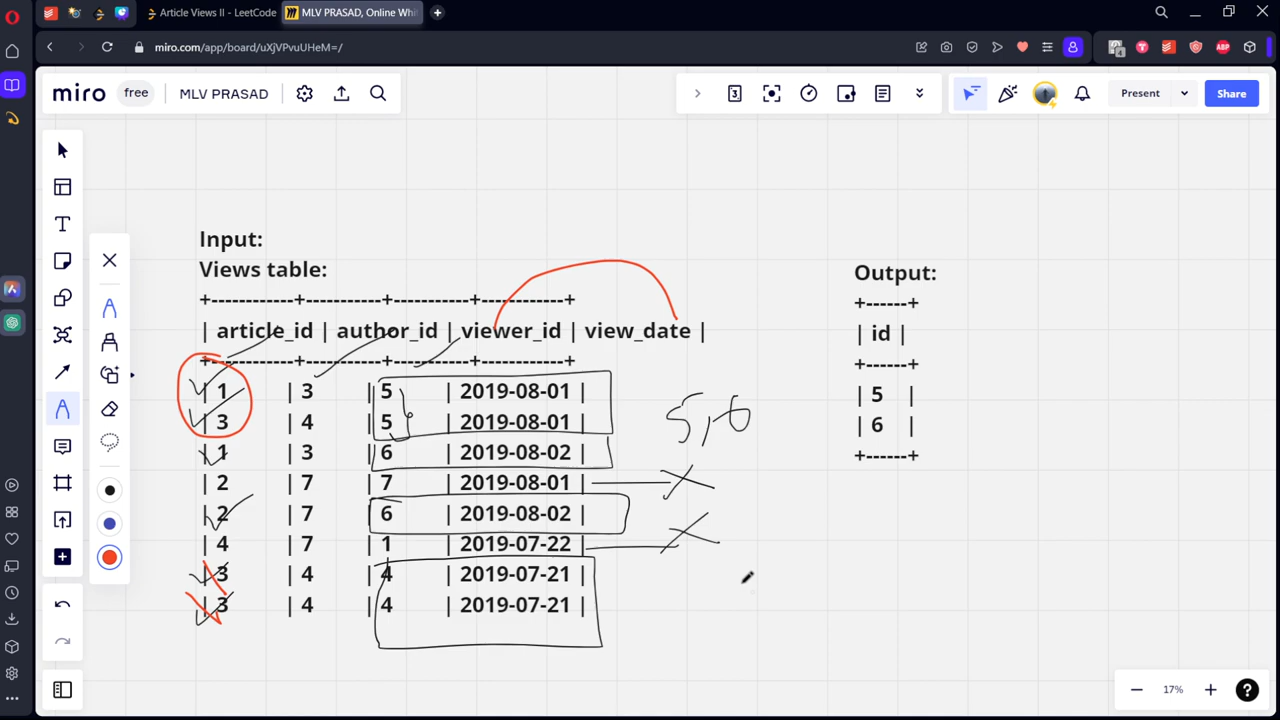 Article Views II - LeetCode
MLV PRASAD, Online Whi
miro.com/app/board/uXjVPvuUHeM=/
ABP
miro
free
MLV PRASAD
3
Present
Share
Input:
Views table:
+-----------+-----------+-----------+------------+
| article_id | author_id | viewer_id | view_date |
+-----------+-----------+-----------+------------+
| 1 | 3 | 5 | 2019-08-01 |
| 3 | 4 | 5 | 2019-08-01 |
| 1 | 3 | 6 | 2019-08-02 |
| 2 | 7 | 7 | 2019-08-01 |
| 2 | 7 | 6 | 2019-08-02 |
| 4 | 7 | 1 | 2019-07-22 |
| 3 | 4 | 4 | 2019-07-21 |
| 3 | 4 | 4 | 2019-07-21 |
5, 6
Output:
+------+
| id |
+------+
| 5 |
| 6 |
+------+
17%